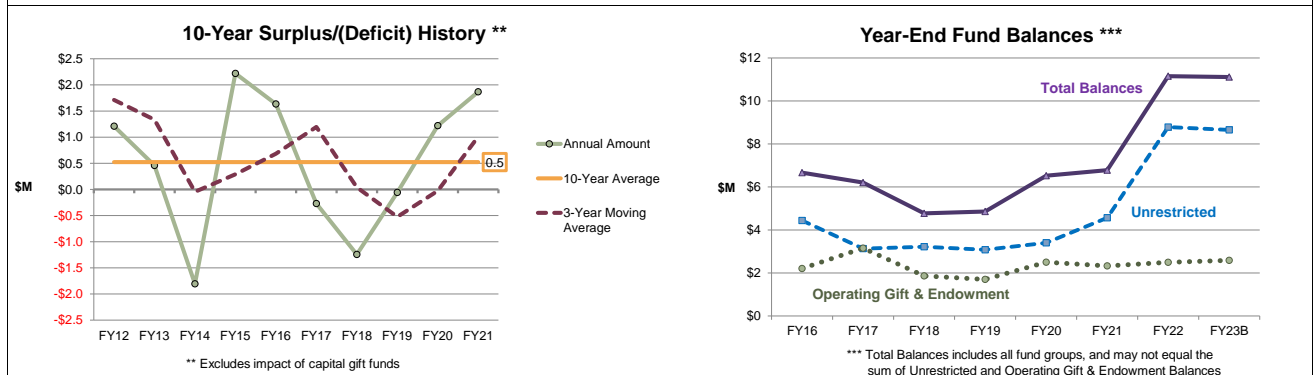 10-Year Surplus/(Deficit) History **
$2.5
$2.0
$1.5
$1.0
$0.5
$0.0
-$0.5
-$1.0
-$1.5
-$2.0
-$2.5
$M
0.5
FY12 FY13 FY14 FY15 FY16 FY17 FY18 FY19 FY20 FY21
Annual Amount
10-Year Average
3-Year Moving
Average
** Excludes impact of capital gift funds
Year-End Fund Balances ***
$12
$10
$8
$6
$4
$2
$0
$M
Total Balances
Unrestricted
Operating Gift & Endowment
FY16 FY17 FY18 FY19 FY20 FY21 FY22 FY23B
*** Total Balances includes all fund groups, and may not equal the
sum of Unrestricted and Operating Gift & Endowment Balances